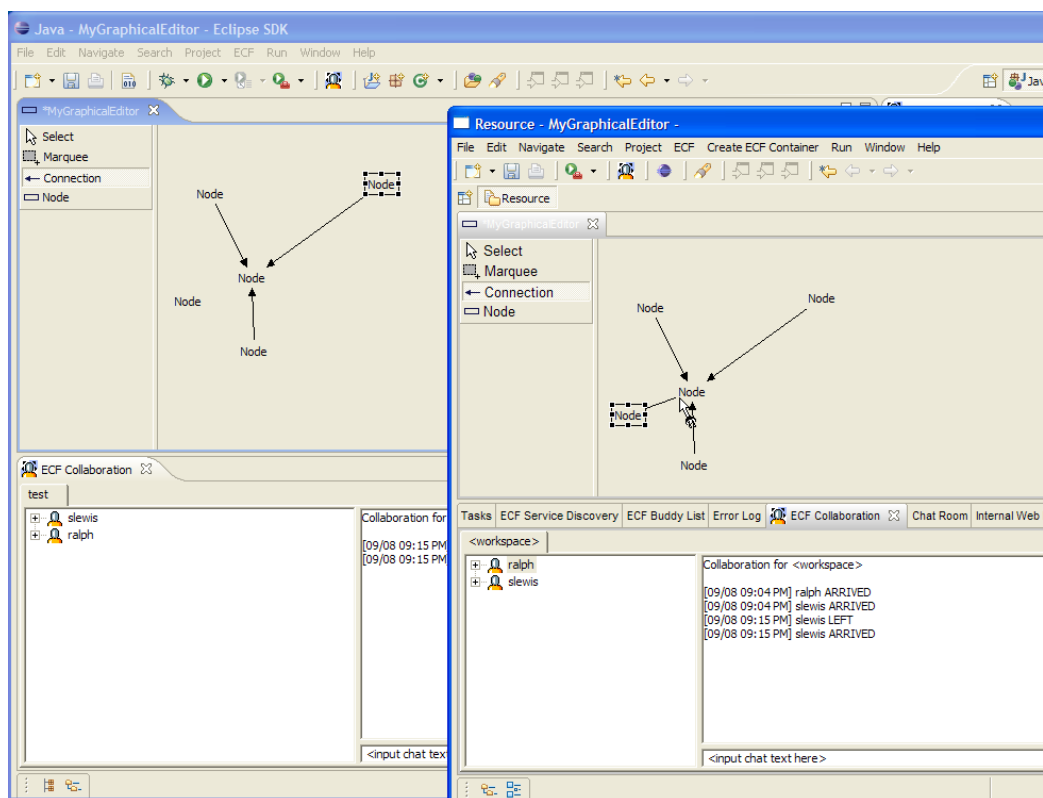 Java - MyGraphicalEditor - Eclipse SDK
File Edit Navigate Search Project ECF Run Window Help
Jav
*MyGraphicalEditor
Select
Marquee
Connection
Node
Node
Node
Node
Node
Node
ECF Collaboration
test
slewis
ralph
Collaboration for
[09/08 09:15 PM
[09/08 09:15 PM
<input chat text
Resource - MyGraphicalEditor -
File Edit Navigate Search Project ECF Create ECF Container Run Window Help
Resource
MyGraphicalEditor
Select
Marquee
Connection
Node
Node
Node
Node
Node
Node
Tasks ECF Service Discovery ECF Buddy List Error Log ECF Collaboration Chat Room Internal Web
<workspace>
ralph
slewis
Collaboration for <workspace>
[09/08 09:04 PM] ralph ARRIVED
[09/08 09:04 PM] slewis ARRIVED
[09/08 09:15 PM] slewis LEFT
[09/08 09:15 PM] slewis ARRIVED
<input chat text here>